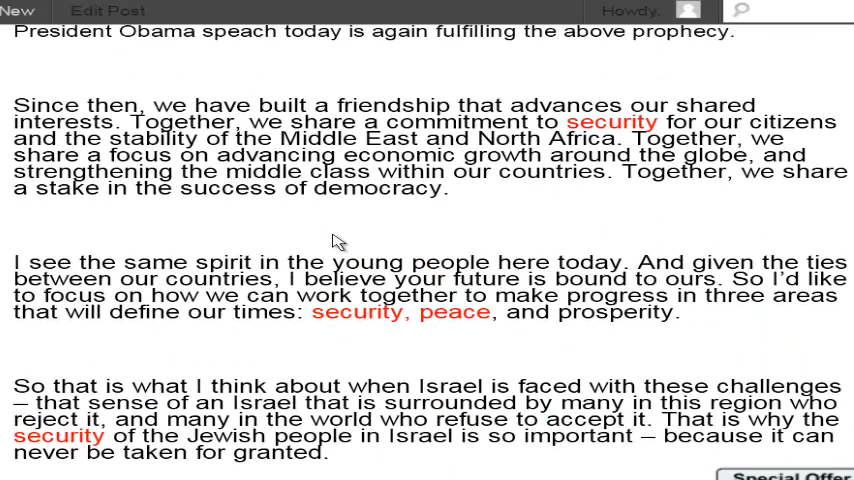 New Edit Post Howdy.
President Obama speach today is again fulfilling the above prophecy.
Since then, we have built a friendship that advances our shared
interests. Together, we share a commitment to security for our citizens
and the stability of the Middle East and North Africa. Together, we
share a focus on advancing economic growth around the globe, and
strengthening the middle class within our countries. Together, we share
a stake in the success of democracy.
I see the same spirit in the young people here today. And given the ties
between our countries, I believe your future is bound to ours. So I’d like
to focus on how we can work together to make progress in three areas
that will define our times: security, peace, and prosperity.
So that is what I think about when Israel is faced with these challenges
– that sense of an Israel that is surrounded by many in this region who
reject it, and many in the world who refuse to accept it. That is why the
security of the Jewish people in Israel is so important – because it can
never be taken for granted.
Special Offer